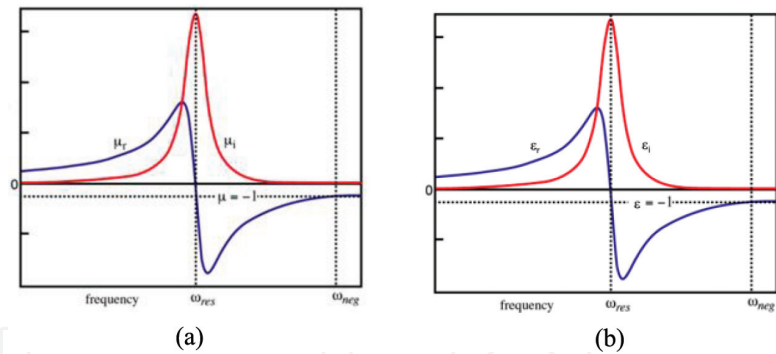 μr
μi
0
μ = −1
frequency
ωres
ωneg
(a)
εr
εi
0
ε = −1
frequency
ωres
ωneg
(b)